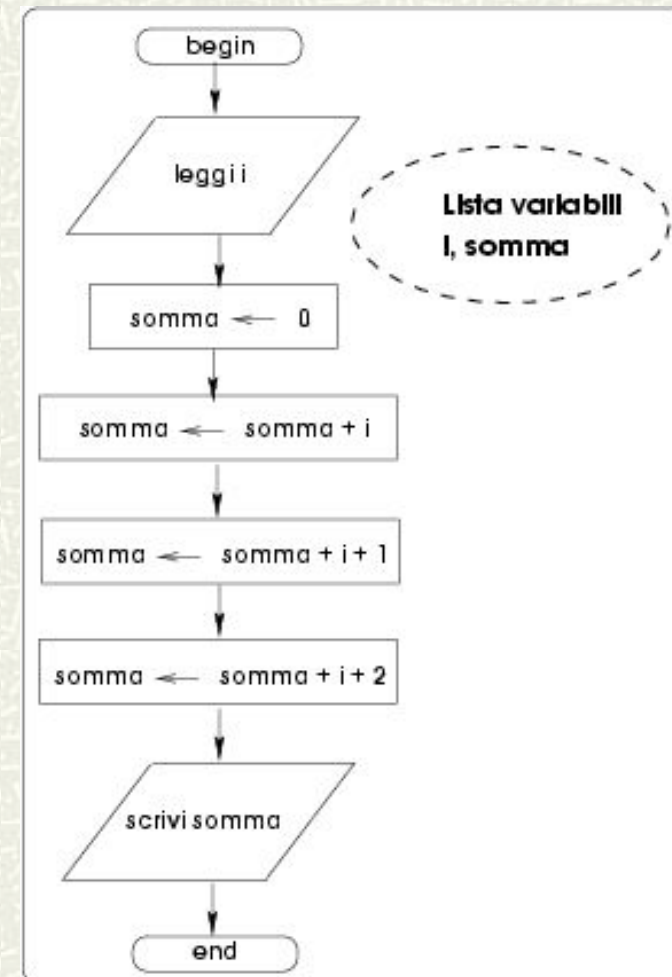 begin
leggi i
Lista variabili
i, somma
somma ← 0
somma ← somma + i
somma ← somma + i + 1
somma ← somma + i + 2
scrivi somma
end